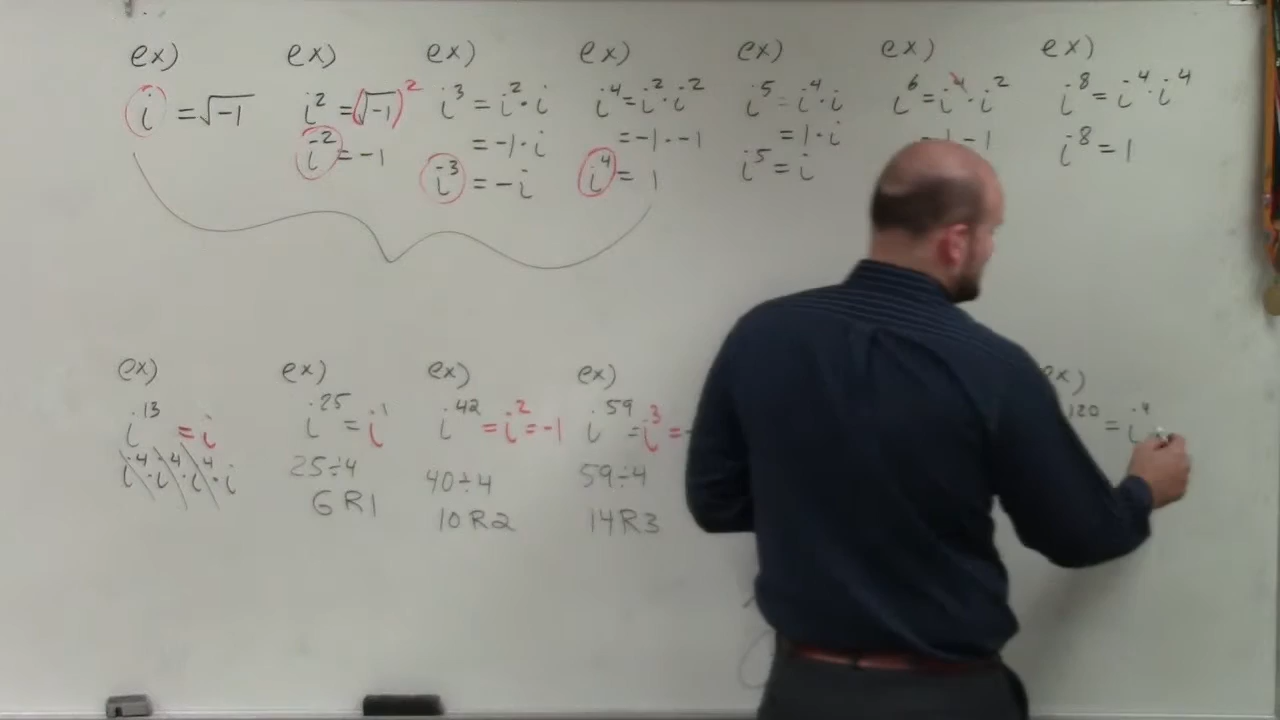 ex) ex) ex) ex) ex) ex) ex)
i = √-1 i² = (√-1)² i³ = i²·i i⁴ = i²·i² i⁵ = i⁴·i i⁶ = i⁴·i² i⁸ = i⁴·i⁴
i² = -1 = -1·i = -1·-1 = 1·i i⁸ = 1
i³ = -i i⁴ = 1 i⁵ = i
ex) ex) ex) ex) ex)
i¹³ = i i²⁵ = i¹ i⁴² = i² = -1 i⁵⁹ = i³ = - 120 = i⁴
i⁴·i⁴·i⁴·i 25÷4 40÷4 59÷4
6 R1 10 R2 14 R3